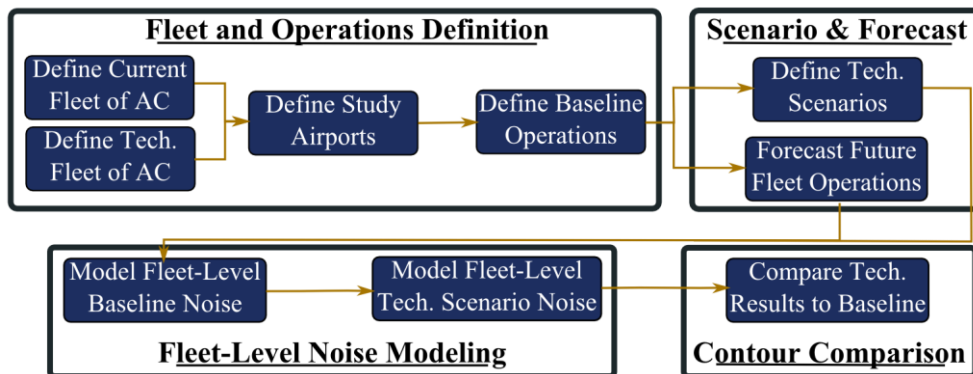 Fleet and Operations Definition
Define Current
Fleet of AC
Define Tech.
Fleet of AC
Define Study
Airports
Define Baseline
Operations
Scenario & Forecast
Define Tech.
Scenarios
Forecast Future
Fleet Operations
Model Fleet-Level
Baseline Noise
Model Fleet-Level
Tech. Scenario Noise
Fleet-Level Noise Modeling
Compare Tech.
Results to Baseline
Contour Comparison